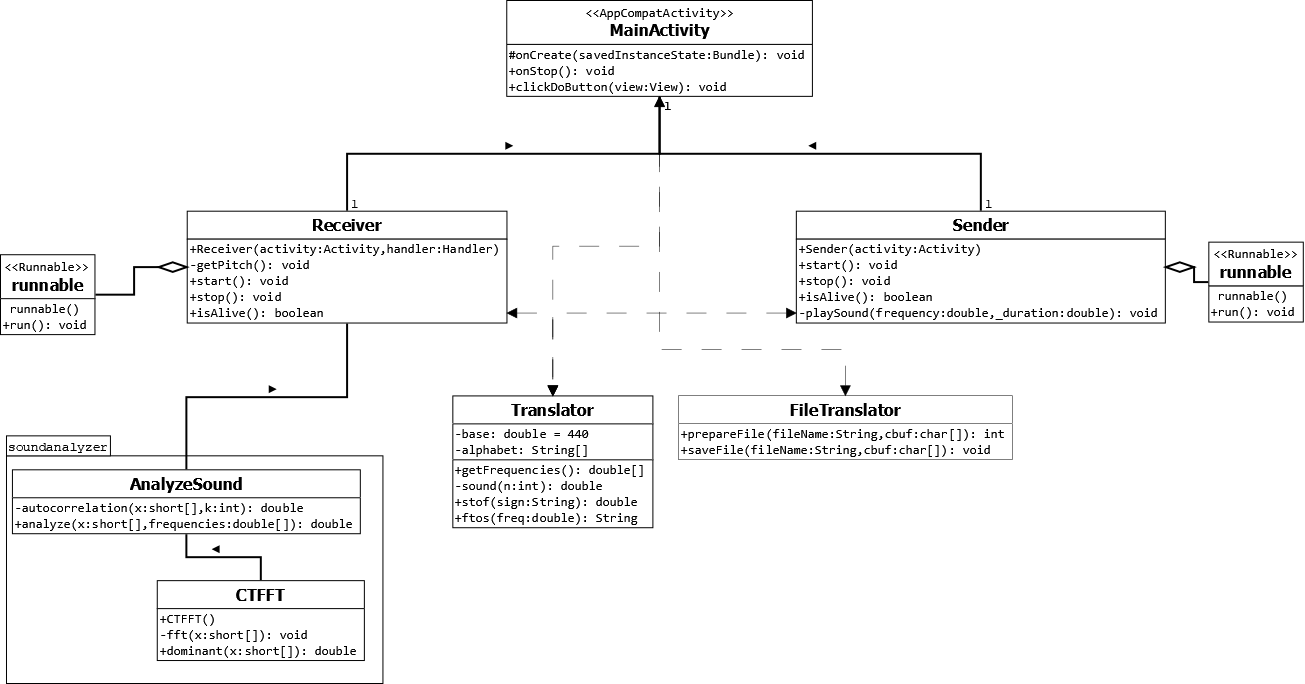 <<AppCompatActivity>>
MainActivity
#onCreate(savedInstanceState:Bundle): void
+onStop(): void
+clickDoButton(view:View): void
1
1
1
Receiver
+Receiver(activity:Activity,handler:Handler)
-getPitch(): void
+start(): void
+stop(): void
+isAlive(): boolean
<<Runnable>>
runnable
runnable()
+run(): void
Sender
+Sender(activity:Activity)
+start(): void
+stop(): void
+isAlive(): boolean
-playSound(frequency:double,_duration:double): void
<<Runnable>>
runnable
runnable()
+run(): void
Translator
-base: double = 440
-alphabet: String[]
+getFrequencies(): double[]
-sound(n:int): double
+stof(sign:String): double
+ftos(freq:double): String
FileTranslator
+prepareFile(fileName:String,cbuf:char[]): int
+saveFile(fileName:String,cbuf:char[]): void
soundanalyzer
AnalyzeSound
-autocorrelation(x:short[],k:int): double
+analyze(x:short[],frequencies:double[]): double
CTFFT
+CTFFT()
-fft(x:short[]): void
+dominant(x:short[]): double